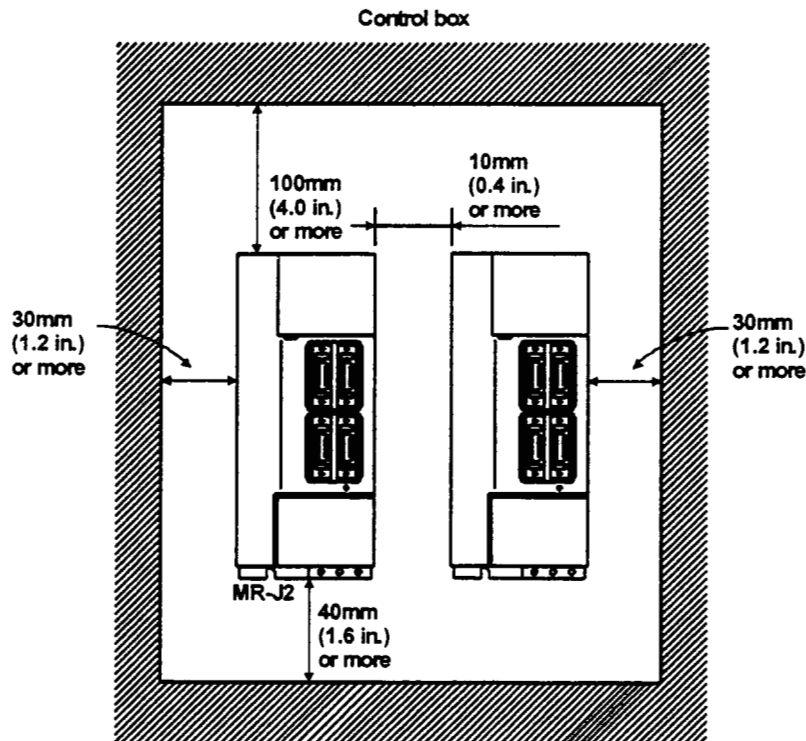 Control box
100mm
(4.0 in.)
or more
10mm
(0.4 in.)
or more
30mm
(1.2 in.)
or more
30mm
(1.2 in.)
or more
MR-J2
40mm
(1.6 in.)
or more